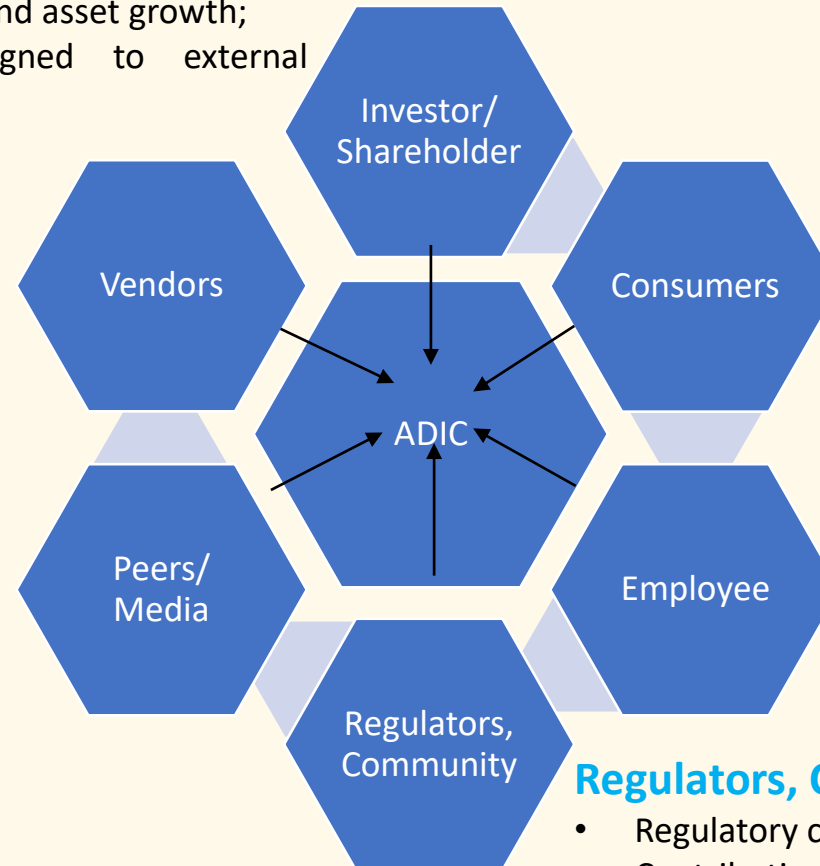 nd asset growth;
gned to external
Investor/
Shareholder
Vendors
Consumers
ADIC
Peers/
Media
Employee
Regulators,
Community
Regulators, C
• Regulatory c